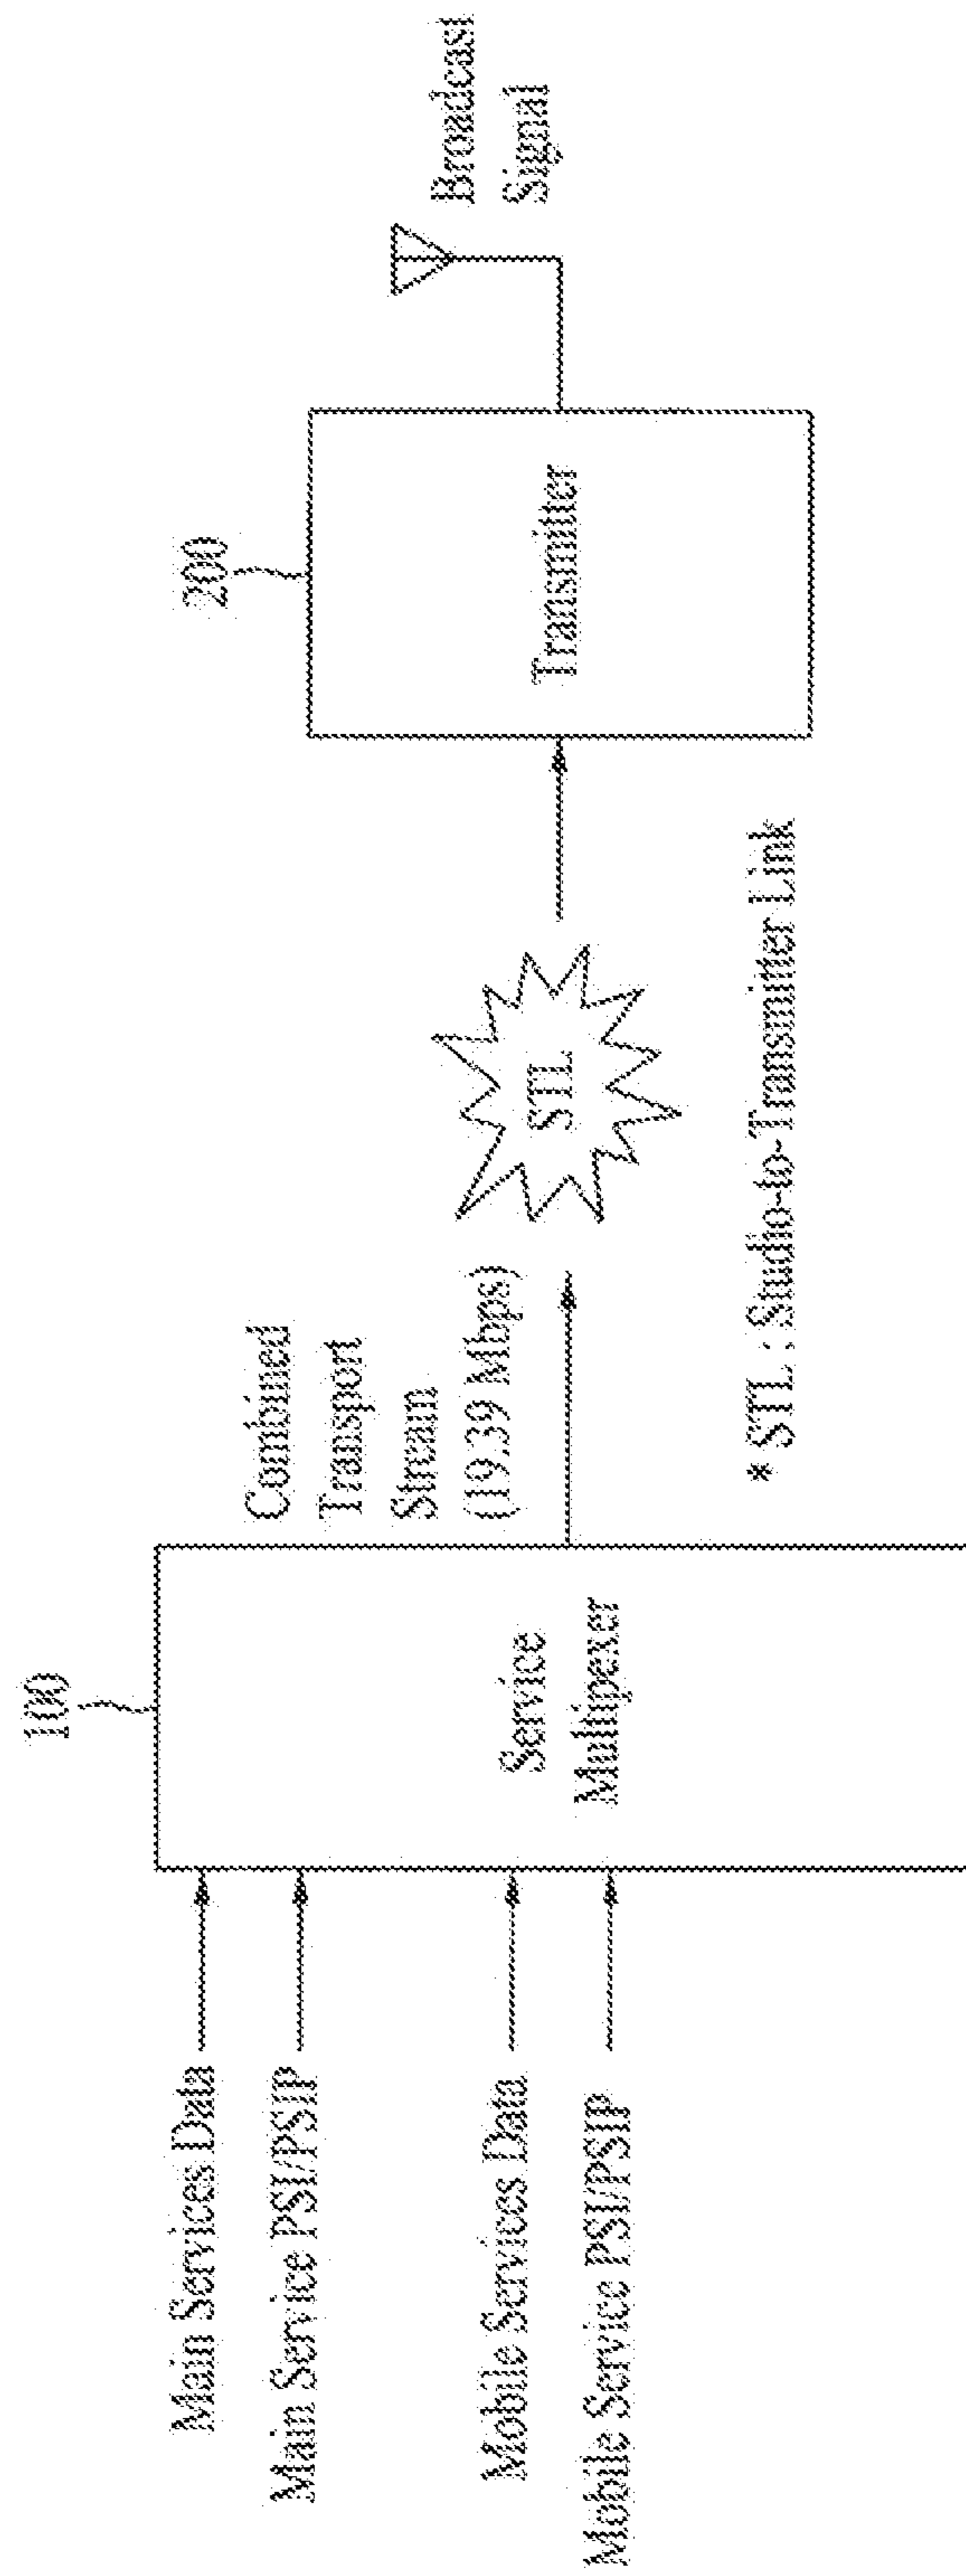 Main Services Data
Main Service PSI/PSIP
Mobile Services Data
Mobile Service PSI/PSIP
100
Service
Multipexer
Combined
Transport
Stream
(19.39 Mbps)
STL
200
Transmitter
Broadcast
Signal
* STL : Studio-to-Transmitter Link